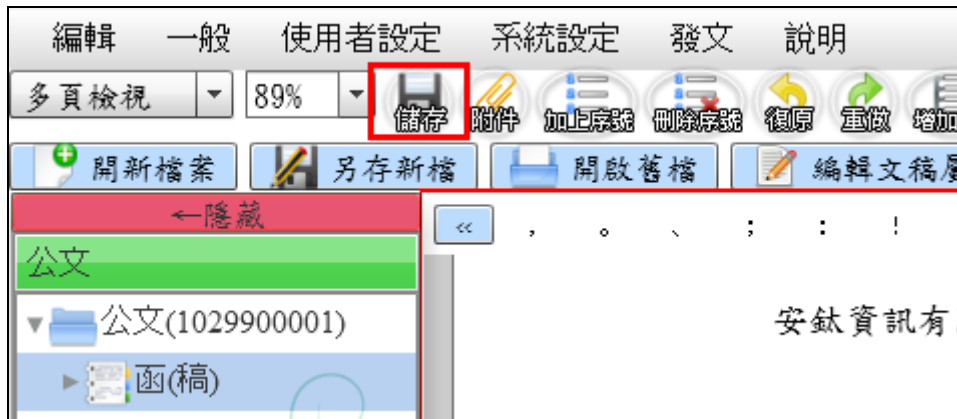 編輯 一般 使用者設定 系統設定 發文 說明
多頁檢視 89% 儲存 附件 加上序號 刪除序號 復原 重做 增加
開新檔案 另存新檔 開啟舊檔 編輯文稿屬
←隱藏
« , 。 、 ; : !
公文
公文(1029900001)
安鈦資訊有
函(稿)